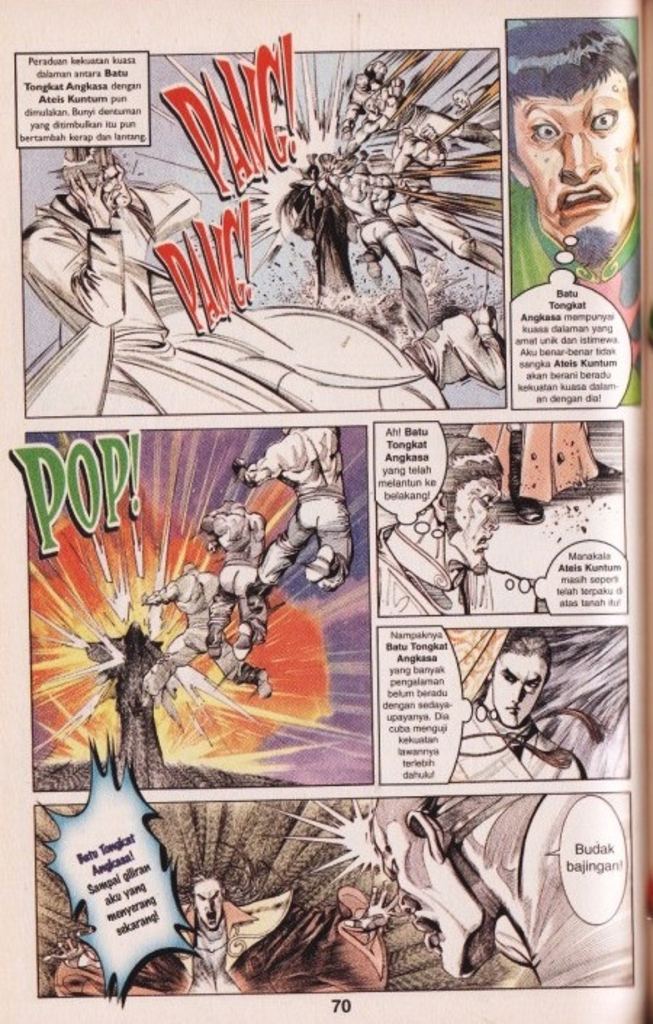 Peraduan kekuatan kuasa
dalaman antara Batu
Tongkat Angkasa dengan
Ateis Kuntum pun
dimulakan. Bunyi dentuman
yang ditimbulkan itu pun
bertambah kerap dan lantang.
PANG!
PANG!
Batu
Tongkat
Angkasa mempunyai
kuasa dalaman yang
amat unik dan istimewa.
Aku benar-benar tidak
sangka Ateis Kuntum
akan berani beradu
kekuatan kuasa dalam-
an dengan dia!
POP!
Ah! Batu
Tongkat
Angkasa
yang telah
melantun ke
belakang!
Manakala
Ateis Kuntum
masih seperti
telah terpaku di
atas tanah itu!
Nampaknya
Batu Tongkat
Angkasa
yang banyak
pengalaman
belum beradu
dengan sedaya-
upayanya. Dia
cuba menguji
kekuatan
lawannya
terlebih
dahulu!
Batu Tongkat
Angkasa!
Sampai giliran
aku yang
menyerang
sekarang!
Budak
bajingan!
70